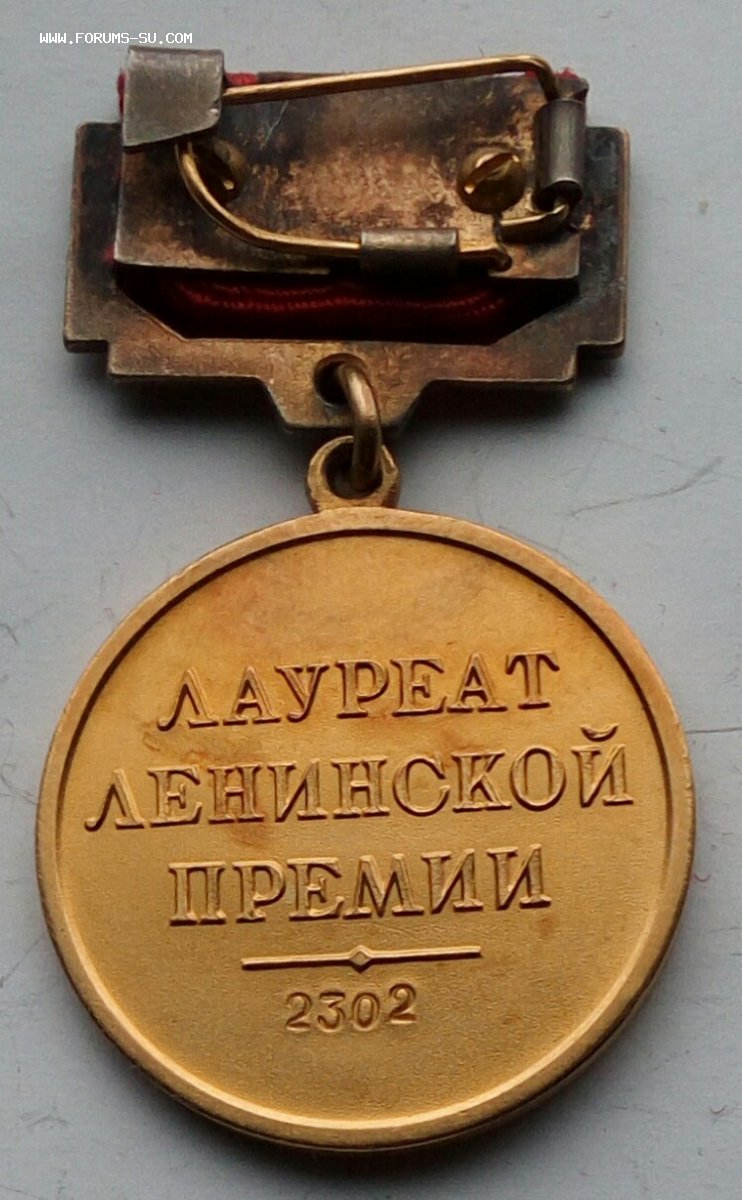 WWW.FORUMS-SU.COM
ЛАУРЕАТ
ЛЕНИНСКОЙ
ПРЕМИИ
2302